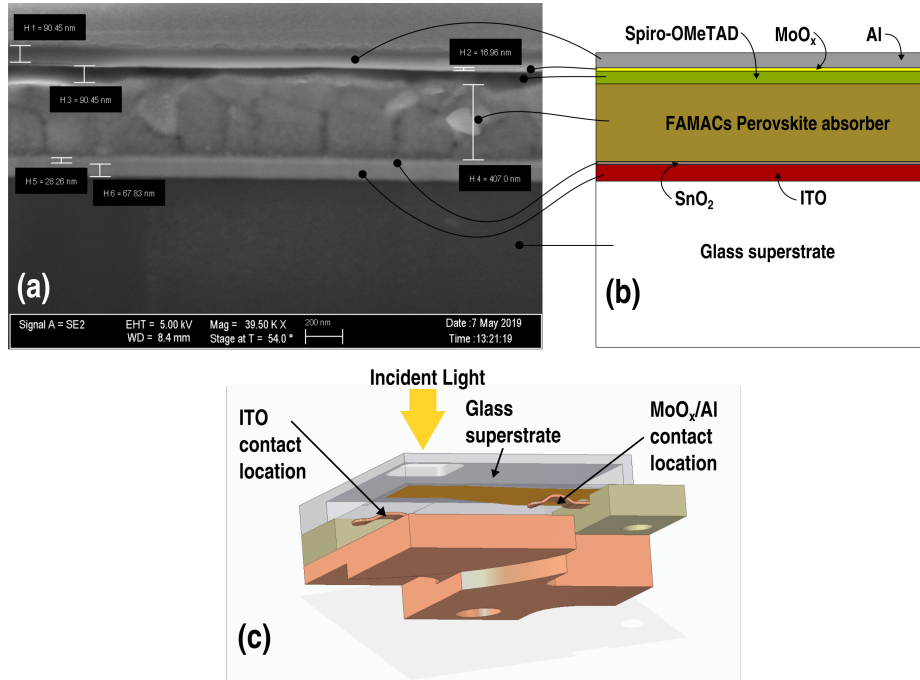 H 1 = 90.45 nm
H 2 = 16.96 nm
H 3 = 90.45 nm
H 4 = 407.0 nm
H 5 = 28.26 nm
H 6 = 67.83 nm
(a)
Signal A = SE2
EHT = 5.00 kV
WD = 8.4 mm
Mag = 39.50 K X
Stage at T = 54.0 °
200 nm
Date :7 May 2019
Time :13:21:19
Spiro-OMeTAD
MoOₓ
Al
FAMACs Perovskite absorber
SnO₂
ITO
Glass superstrate
(b)
Incident Light
ITO
contact
location
Glass
superstrate
MoOₓ/Al
contact
location
(c)